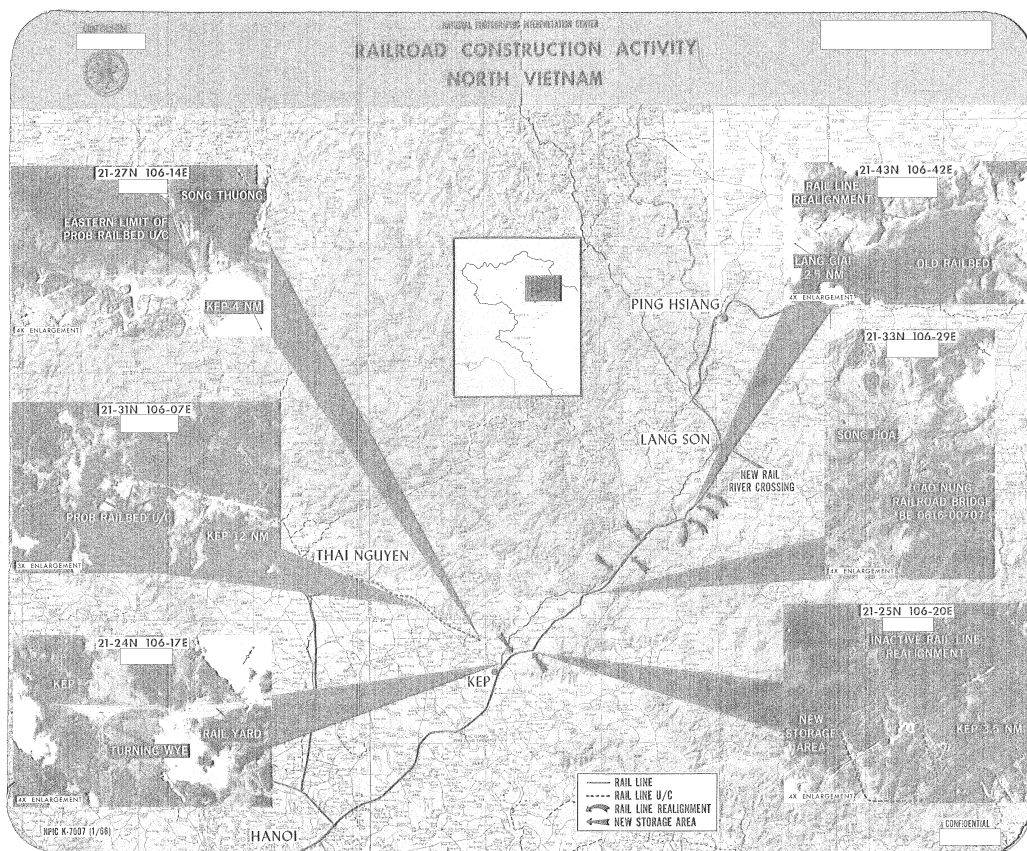 CONFIDENTIAL
NATIONAL PHOTOGRAPHIC INTERPRETATION CENTER
RAILROAD CONSTRUCTION ACTIVITY
NORTH VIETNAM
21-27N 106-14E
SONG THUONG
EASTERN LIMIT OF
PROB RAILBED U/C
KEP 4 NM
4X ENLARGEMENT
21-31N 106-07E
PROB RAILBED U/C
KEP 12 NM
3X ENLARGEMENT
21-24N 106-17E
KEP
RAIL YARD
TURNING WYE
4X ENLARGEMENT
NPIC K-7007 (1/66)
PING HSIANG
LANG SON
NEW RAIL
RIVER CROSSING
THAI NGUYEN
KEP
HANOI
21-43N 106-42E
RAIL LINE
REALIGNMENT
LANG GIAI
2.5 NM
OLD RAILBED
4X ENLARGEMENT
21-33N 106-29E
SONG HOA
CAO NUNG
RAILROAD BRIDGE
BE 0616-00707
4X ENLARGEMENT
21-25N 106-20E
INACTIVE RAIL LINE
REALIGNMENT
NEW
STORAGE
AREA
KEP 3.5 NM
4X ENLARGEMENT
RAIL LINE
RAIL LINE U/C
RAIL LINE REALIGNMENT
NEW STORAGE AREA
CONFIDENTIAL